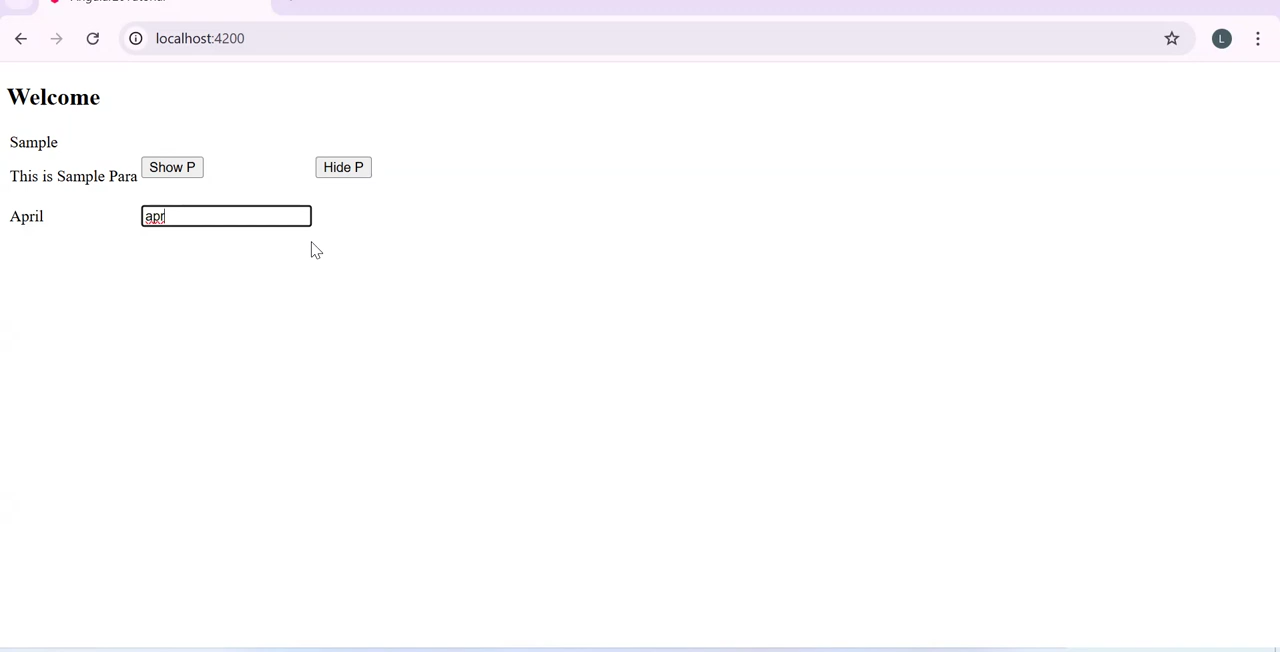 localhost:4200
L
Welcome
Sample
This is Sample Para Show P Hide P
April apr